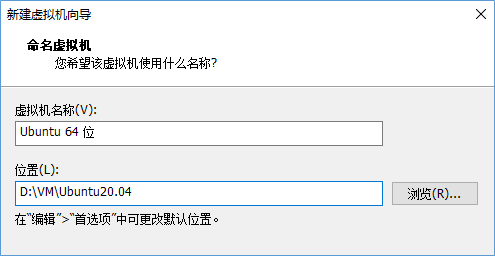 新建虚拟机向导
命名虚拟机
您希望该虚拟机使用什么名称?
虚拟机名称(V):
Ubuntu 64 位
位置(L):
D:\VM\Ubuntu20.04
浏览(R)...
在“编辑”>“首选项”中可更改默认位置。